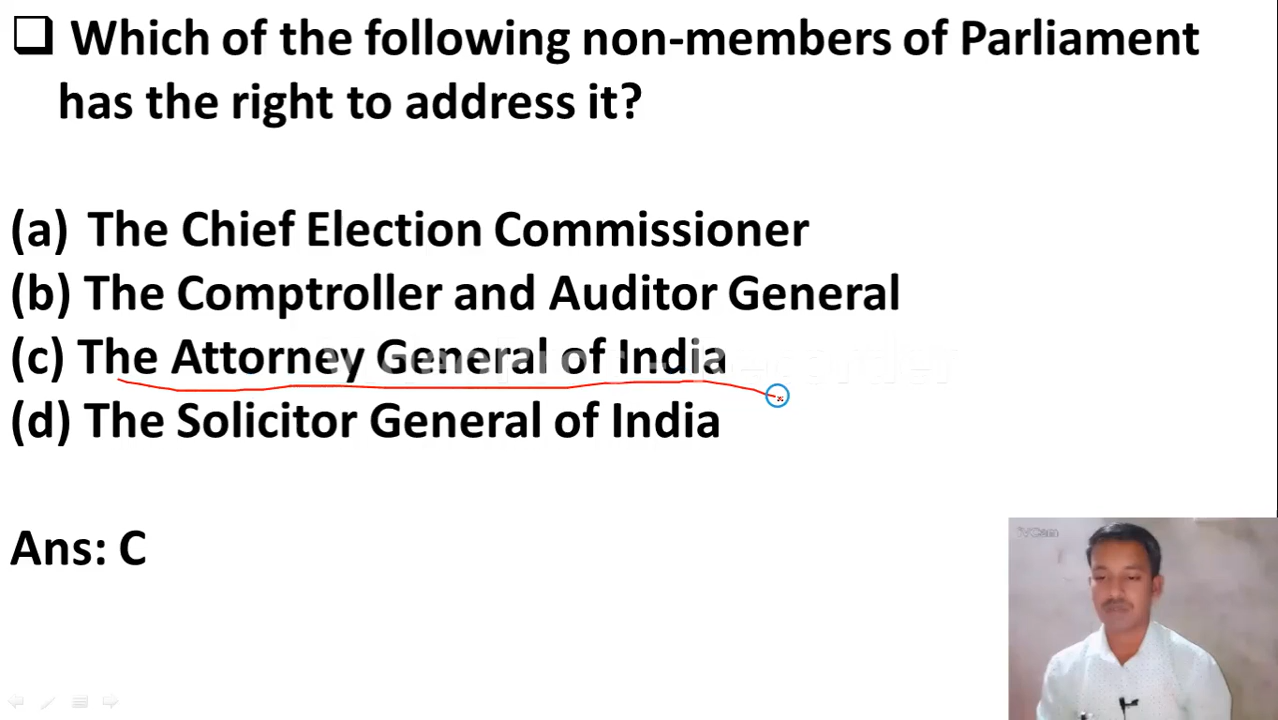 Which of the following non-members of Parliament
has the right to address it?
(a) The Chief Election Commissioner
(b) The Comptroller and Auditor General
(c) The Attorney General of India
(d) The Solicitor General of India
Ans: C
iVCam